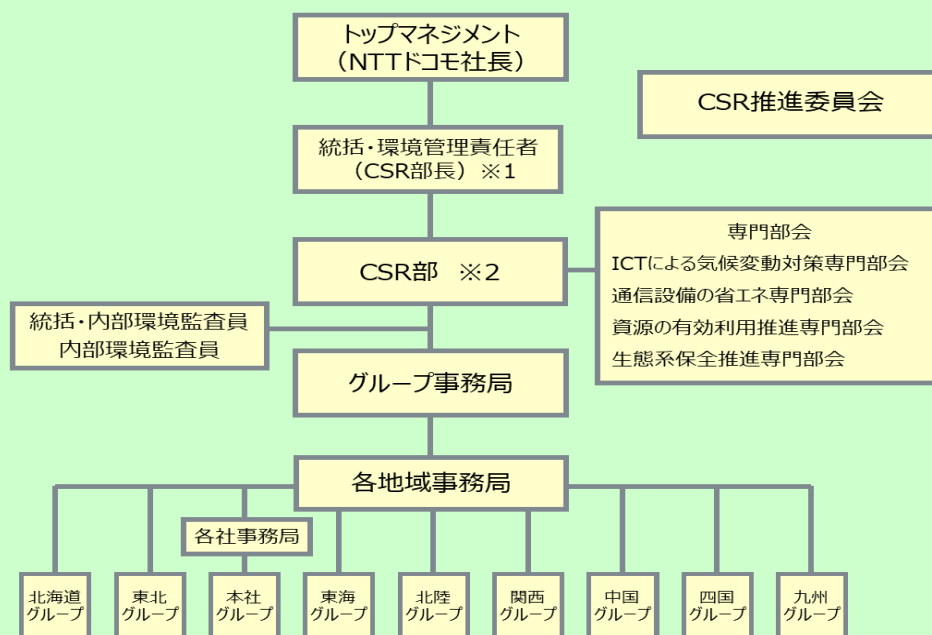 トップマネジメント
（NTTドコモ社長）
CSR推進委員会
統括・環境管理責任者
（CSR部長）※1
CSR部　※2
専門部会
ICTによる気候変動対策専門部会
通信設備の省エネ専門部会
資源の有効利用推進専門部会
生態系保全推進専門部会
統括・内部環境監査員
内部環境監査員
グループ事務局
各地域事務局
各社事務局
北海道
グループ
東北
グループ
本社
グループ
東海
グループ
北陸
グループ
関西
グループ
中国
グループ
四国
グループ
九州
グループ